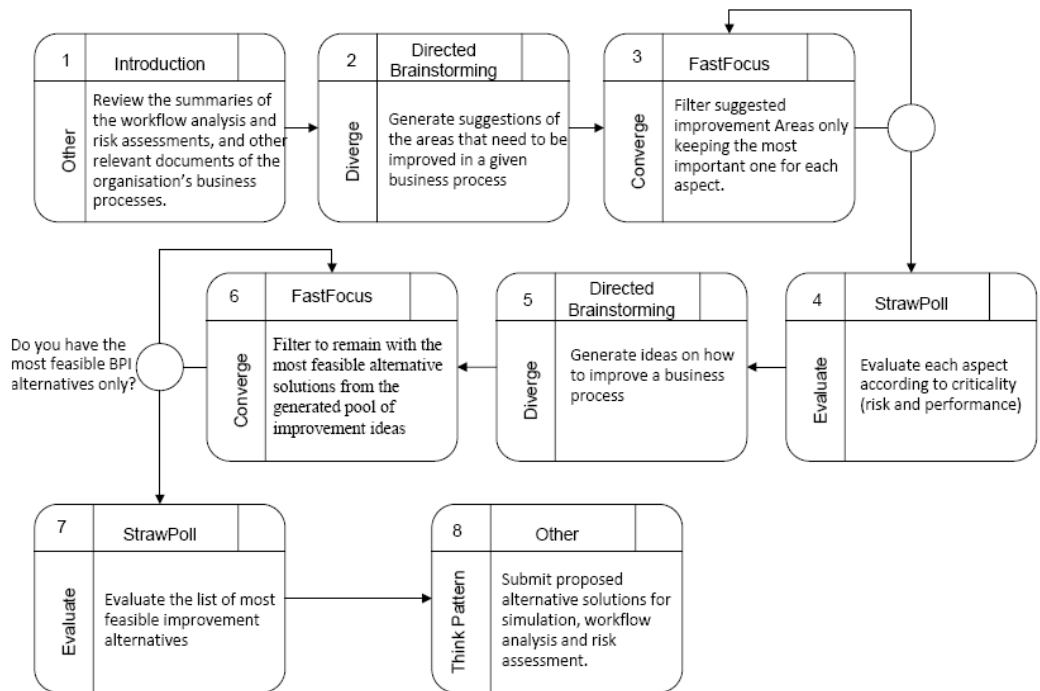 1
Introduction
Other
Review the summaries of
the workflow analysis and
risk assessments, and other
relevant documents of the
organisation's business
processes.
2
Directed
Brainstorming
Diverge
Generate suggestions of
the areas that need to be
improved in a given
business process
3
FastFocus
Converge
Filter suggested
improvement Areas only
keeping the most
important one for each
aspect.
4
StrawPoll
Evaluate
Evaluate each aspect
according to criticality
(risk and performance)
5
Directed
Brainstorming
Diverge
Generate ideas on how
to improve a business
process
6
FastFocus
Converge
Filter to remain with the
most feasible alternative
solutions from the
generated pool of
improvement ideas
Do you have the
most feasible BPI
alternatives only?
7
StrawPoll
Evaluate
Evaluate the list of most
feasible improvement
alternatives
8
Other
Think Pattern
Submit proposed
alternative solutions for
simulation, workflow
analysis and risk
assessment.